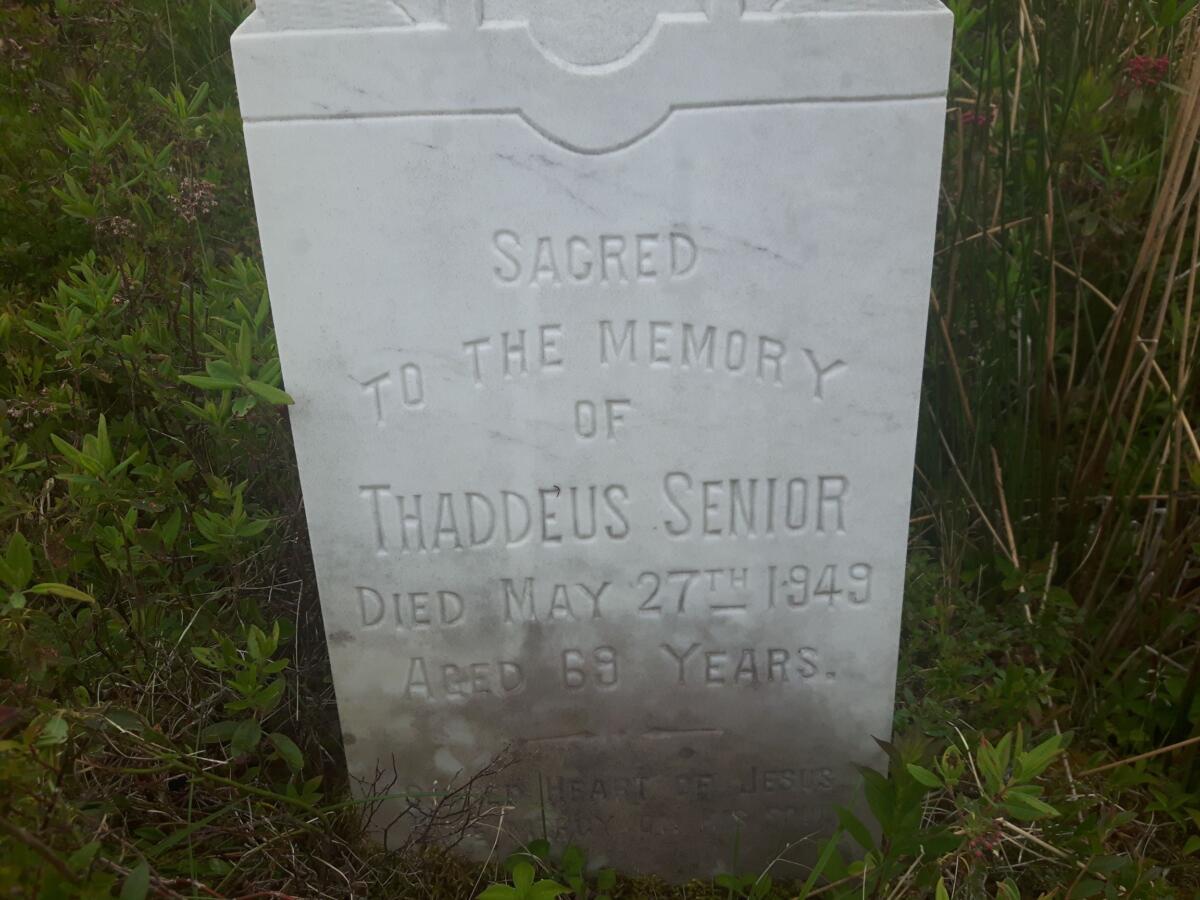 SACRED
TO THE MEMORY
OF
THADDEUS SENIOR
DIED MAY 27TH 1949
AGED 69 YEARS.
HEART OF JESUS